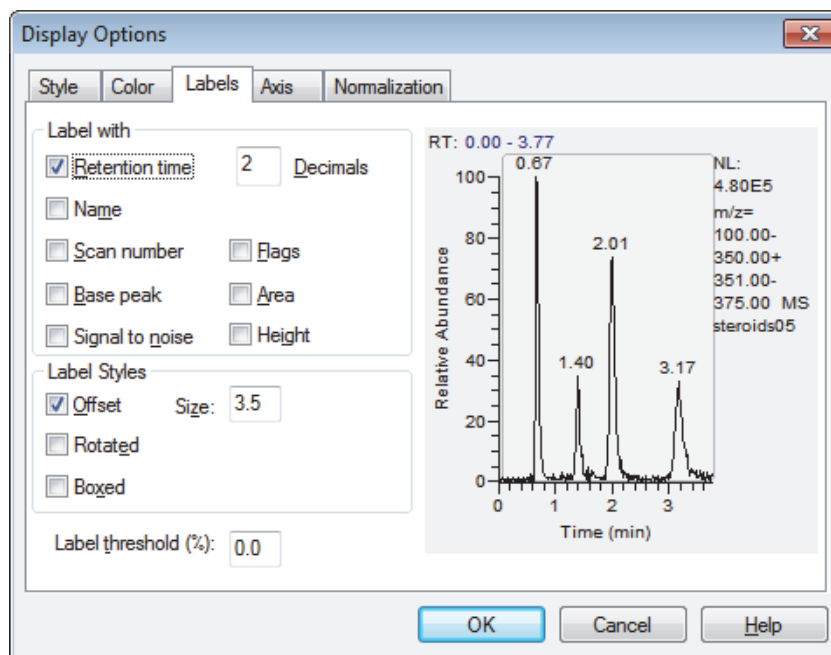 Display Options
Style Color Labels Axis Normalization
Label with
Retention time 2 Decimals
Name
Scan number Flags
Base peak Area
Signal to noise Height
Label Styles
Offset Size: 3.5
Rotated
Boxed
Label threshold (%): 0.0
RT: 0.00 - 3.77
0.67
2.01
1.40
3.17
100
80
60
40
20
0
Relative Abundance
0 1 2 3
Time (min)
NL:
4.80E5
m/z=
100.00-
350.00+
351.00-
375.00 MS
steroids05
OK Cancel Help